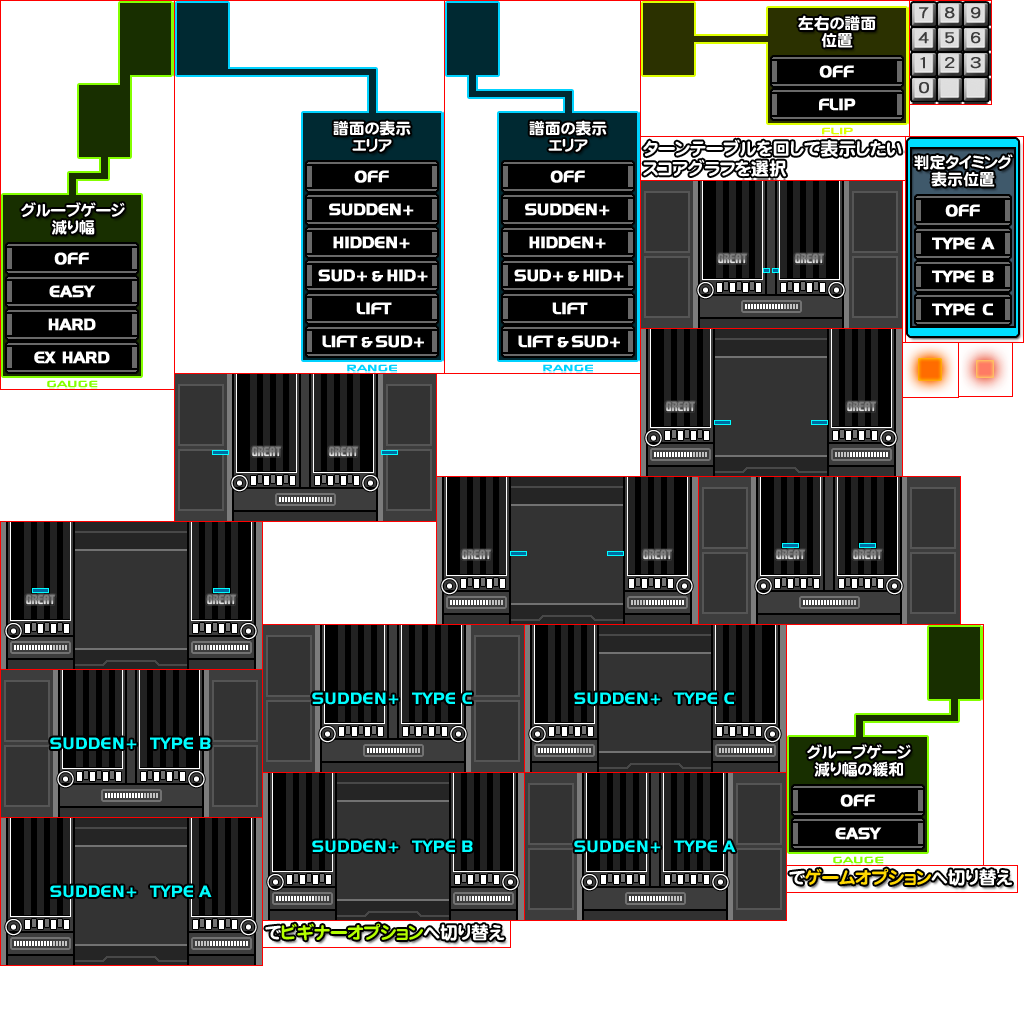 グルーブゲージ
減り幅
OFF
EASY
HARD
EX HARD
GAUGE
譜面の表示
エリア
OFF
SUDDEN+
HIDDEN+
SUD+ & HID+
LIFT
LIFT & SUD+
RANGE
譜面の表示
エリア
OFF
SUDDEN+
HIDDEN+
SUD+ & HID+
LIFT
LIFT & SUD+
RANGE
左右の譜面
位置
OFF
FLIP
FLIP
7 8 9
4 5 6
1 2 3
0
ターンテーブルを回して表示したい
スコアグラフを選択
判定タイミング
表示位置
OFF
TYPE A
TYPE B
TYPE C
GREAT GREAT
GREAT GREAT
GREAT GREAT
GREAT GREAT
GREAT GREAT
GREAT GREAT
SUDDEN+ TYPE C
SUDDEN+ TYPE C
SUDDEN+ TYPE B
SUDDEN+ TYPE B
SUDDEN+ TYPE A
SUDDEN+ TYPE A
グルーブゲージ
減り幅の緩和
OFF
EASY
GAUGE
でゲームオプションへ切り替え
でビギナーオプションへ切り替え